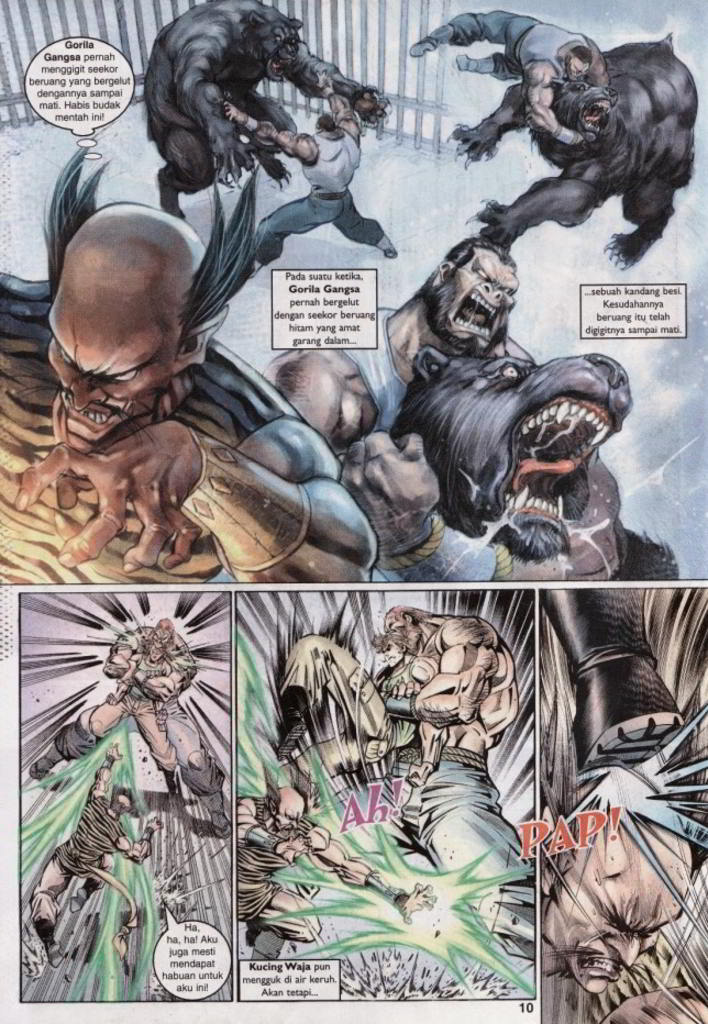 Gorila
Gangsa pernah
menggigit seekor
beruang yang bergelut
dengannya sampai
mati. Habis budak
mentah ini!
Pada suatu ketika,
Gorila Gangsa
pernah bergelut
dengan seekor beruang
hitam yang amat
garang dalam...
...sebuah kandang besi.
Kesudahannya
beruang itu telah
digigitnya sampai mati.
Ha,
ha, ha! Aku
juga mesti
mendapat
habuan untuk
aku ini!
Ah!
Kucing Waja pun
mengguk di air keruh.
Akan tetapi...
PAP!
10